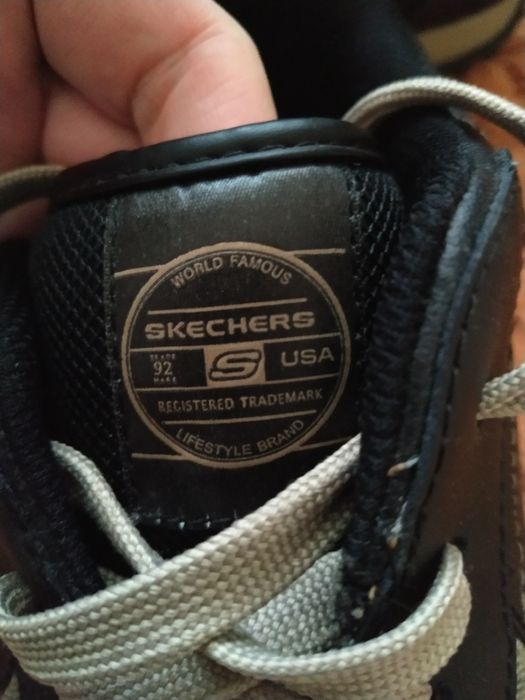 WORLD FAMOUS
SKECHERS
TRADE
92
MARK
S
USA
REGISTERED TRADEMARK
LIFESTYLE BRAND